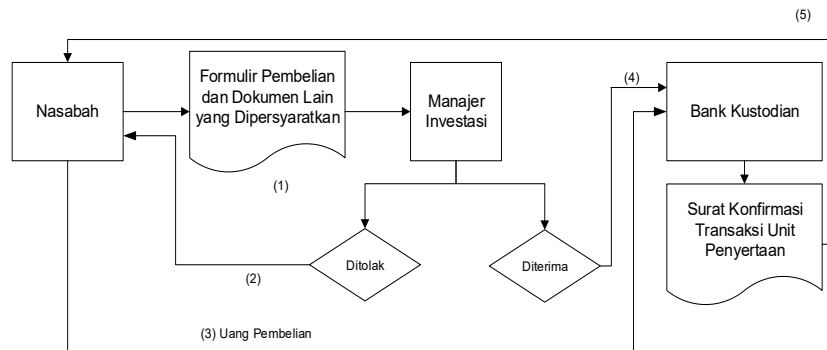 (5)
Nasabah
Formulir Pembelian
dan Dokumen Lain
yang Dipersyaratkan
Manajer
Investasi
(4)
Bank Kustodian
(1)
Surat Konfirmasi
Transaksi Unit
Penyertaan
Ditolak
Diterima
(2)
(3) Uang Pembelian